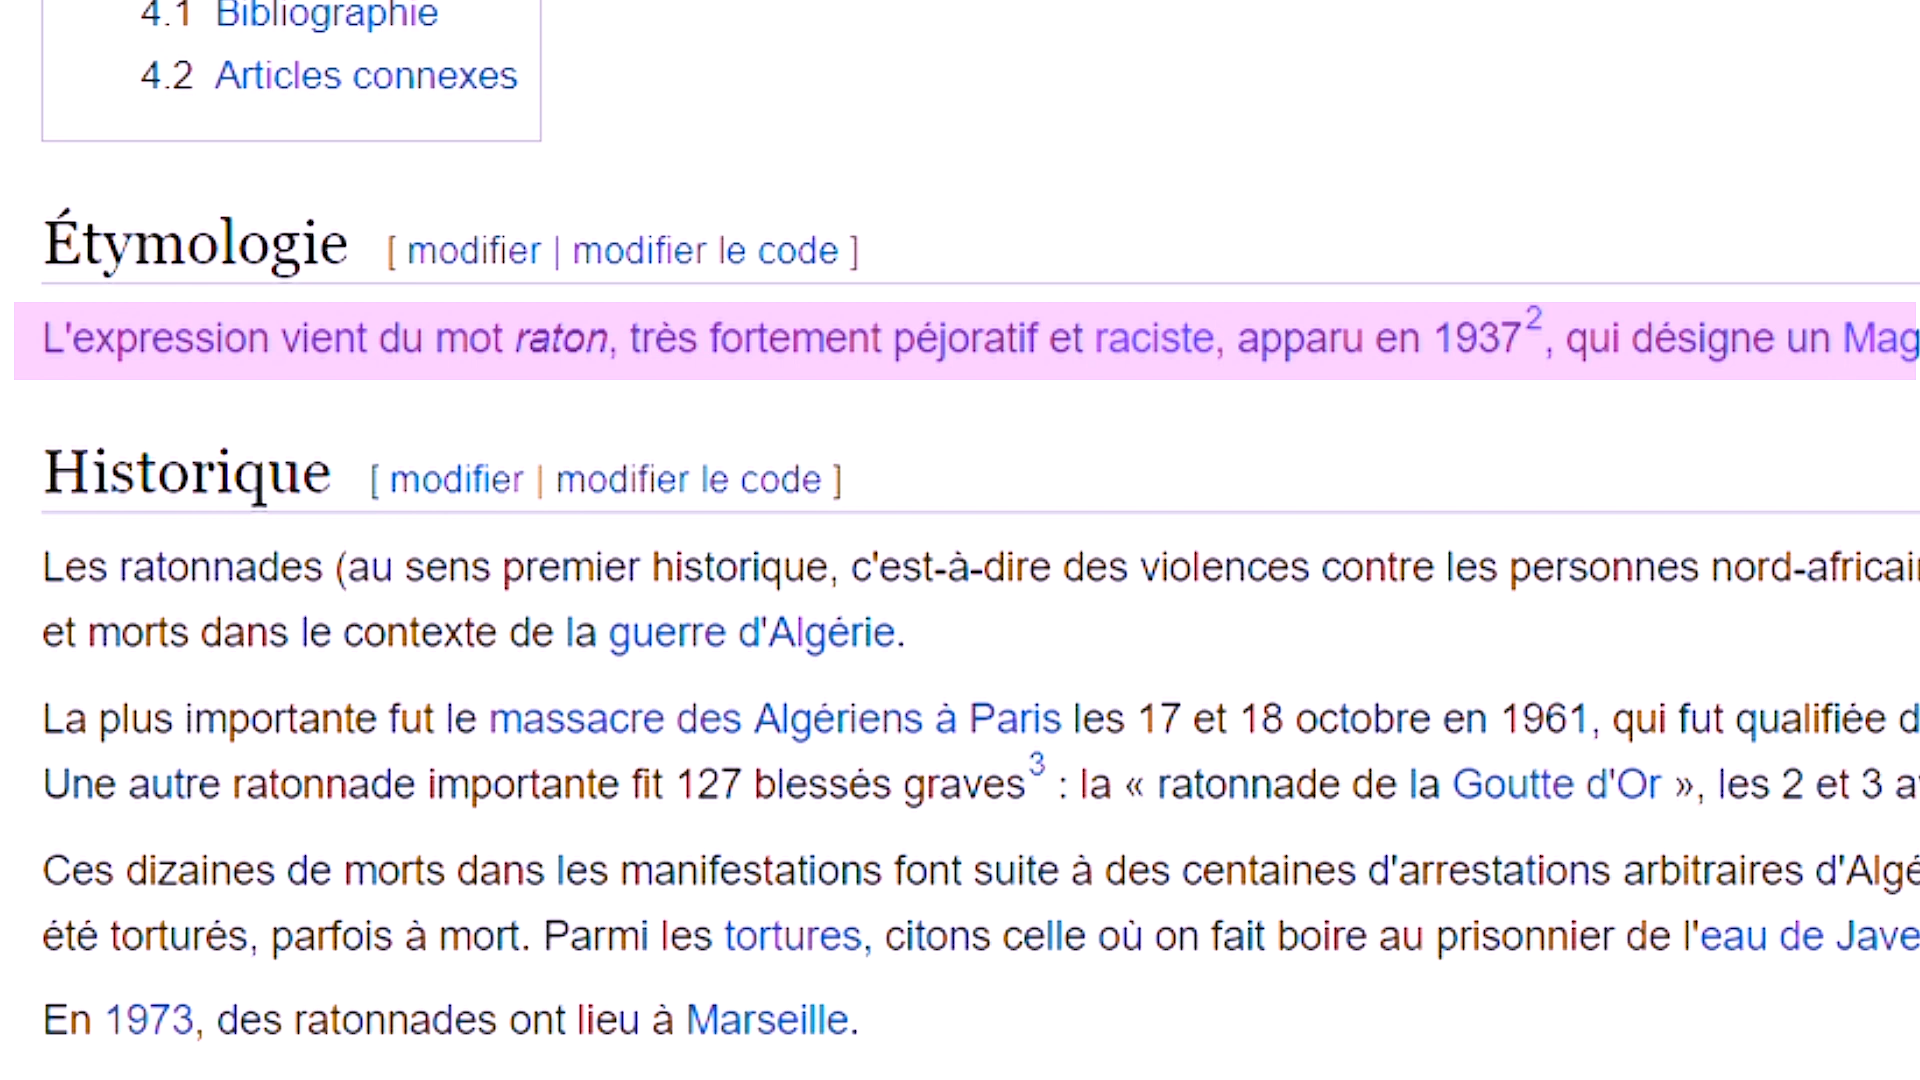 4.1 Bibliographie
4.2 Articles connexes
Étymologie [ modifier | modifier le code ]
L'expression vient du mot raton, très fortement péjoratif et raciste, apparu en 1937², qui désigne un Mag
Historique [ modifier | modifier le code ]
Les ratonnades (au sens premier historique, c'est-à-dire des violences contre les personnes nord-africai
et morts dans le contexte de la guerre d'Algérie.
La plus importante fut le massacre des Algériens à Paris les 17 et 18 octobre en 1961, qui fut qualifiée d
Une autre ratonnade importante fit 127 blessés graves³ : la « ratonnade de la Goutte d'Or », les 2 et 3 a
Ces dizaines de morts dans les manifestations font suite à des centaines d'arrestations arbitraires d'Algé
été torturés, parfois à mort. Parmi les tortures, citons celle où on fait boire au prisonnier de l'eau de Jave
En 1973, des ratonnades ont lieu à Marseille.